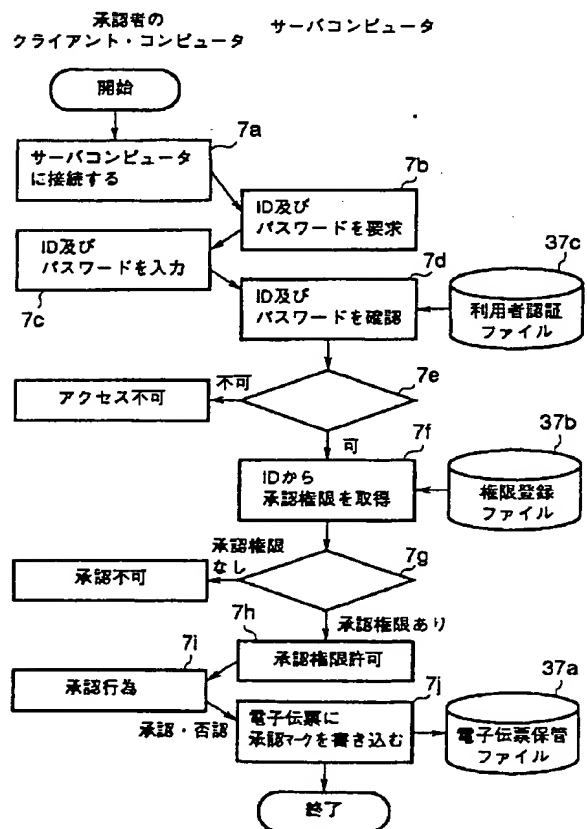 承認者の
クライアント・コンピュータ
サーバコンピュータ
開始
7a
サーバコンピュータ
に接続する
7b
ID及び
パスワードを要求
ID及び
パスワードを入力
7c
7d
ID及び
パスワードを確認
37c
利用者認証
ファイル
7e
不可
アクセス不可
可
7f
IDから
承認権限を取得
37b
権限登録
ファイル
7g
承認権限
なし
承認不可
承認権限あり
7h
承認権限許可
7i
承認行為
承認・否認
7j
電子伝票に
承認マークを書き込む
37a
電子伝票保管
ファイル
終了